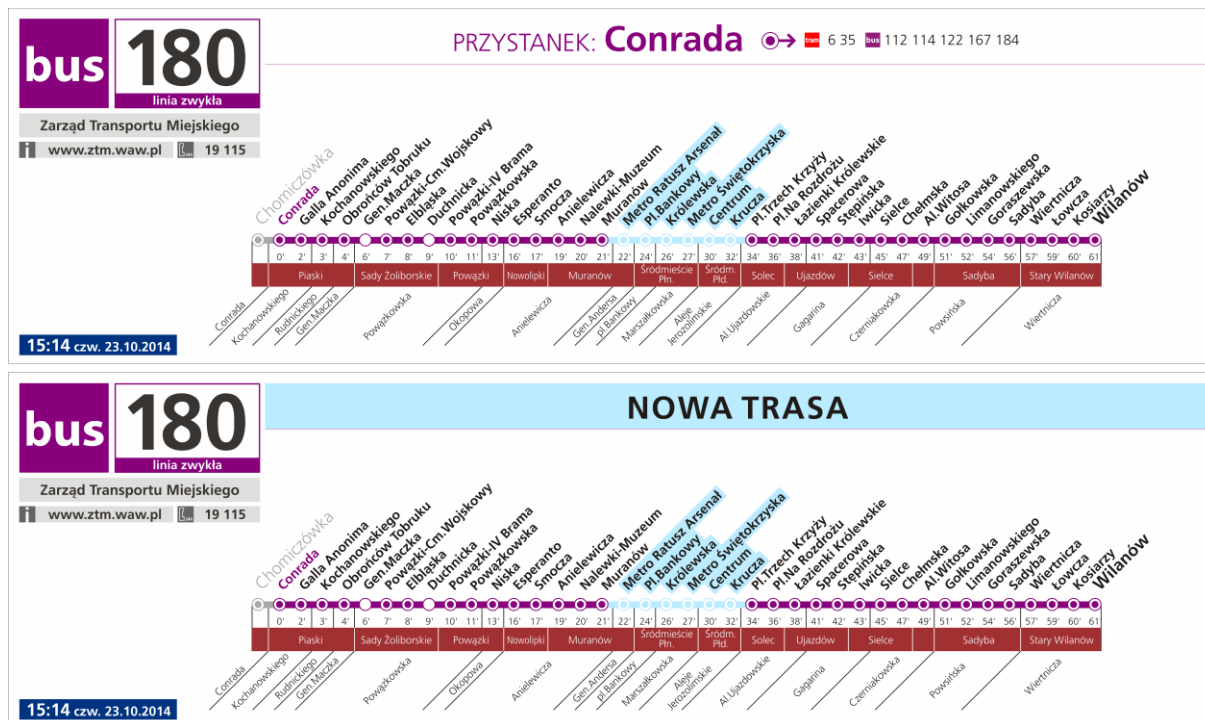 bus
180
linia zwykła
Zarząd Transportu Miejskiego
i www.ztm.waw.pl 19 115
PRZYSTANEK: Conrada tram 6 35 bus 112 114 122 167 184
Chomiczówka
Conrada
Galla Anonima
Kochanowskiego
Obrońców Tobruku
Gen.Maczka
Powązki-Cm.Wojskowy
Elbląska
Duchnicka
Powązki-IV Brama
Powązkowska
Niska
Esperanto
Smocza
Anielewicza
Nalewki-Muzeum
Muranów
Metro Ratusz Arsenał
Pl.Bankowy
Królewska
Metro Świętokrzyska
Centrum
Krucza
Pl.Trzech Krzyży
Pl.Na Rozdrożu
Łazienki Królewskie
Spacerowa
Stępińska
Iwicka
Sielce
Chełmska
Al.Witosa
Gołkowska
Limanowskiego
Goraszewska
Sadyba
Wiertnicza
Łowcza
Kosiarzy
Wilanów
0' 2' 3' 4' 6' 7' 8' 9' 10' 11' 13' 16' 17' 18' 20' 21' 22' 24' 26' 27' 30' 32' 34' 36' 38' 41' 42' 43' 45' 47' 49' 51' 52' 54' 56' 57' 59' 60' 61'
Piaski Sady Żoliborskie Powązki Nowolipki Muranów Śródmieście Płn. Śródm. Płd. Solec Ujazdów Sielce Sadyba Stary Wilanów
Conrada
Kochanowskiego
Rudnickiego
Gen.Maczka
Powązkowska
Okopowa
Anielewicza
Gen.Andersa
pl.Bankowy
Marszałkowska
Aleje Jerozolimskie
Al.Ujazdowskie
Gagarina
Czerniakowska
Powsińska
Wiertnicza
15:14 czw. 23.10.2014
bus
180
linia zwykła
Zarząd Transportu Miejskiego
i www.ztm.waw.pl 19 115
NOWA TRASA
Chomiczówka
Conrada
Galla Anonima
Kochanowskiego
Obrońców Tobruku
Gen.Maczka
Powązki-Cm.Wojskowy
Elbląska
Duchnicka
Powązki-IV Brama
Powązkowska
Niska
Esperanto
Smocza
Anielewicza
Nalewki-Muzeum
Muranów
Metro Ratusz Arsenał
Pl.Bankowy
Królewska
Metro Świętokrzyska
Centrum
Krucza
Pl.Trzech Krzyży
Pl.Na Rozdrożu
Łazienki Królewskie
Spacerowa
Stępińska
Iwicka
Sielce
Chełmska
Al.Witosa
Gołkowska
Limanowskiego
Goraszewska
Sadyba
Wiertnicza
Łowcza
Kosiarzy
Wilanów
0' 2' 3' 4' 6' 7' 8' 9' 10' 11' 13' 16' 17' 18' 20' 21' 22' 24' 26' 27' 30' 32' 34' 36' 38' 41' 42' 43' 45' 47' 49' 51' 52' 54' 56' 57' 59' 60' 61'
Piaski Sady Żoliborskie Powązki Nowolipki Muranów Śródmieście Płn. Śródm. Płd. Solec Ujazdów Sielce Sadyba Stary Wilanów
Conrada
Kochanowskiego
Rudnickiego
Gen.Maczka
Powązkowska
Okopowa
Anielewicza
Gen.Andersa
pl.Bankowy
Marszałkowska
Aleje Jerozolimskie
Al.Ujazdowskie
Gagarina
Czerniakowska
Powsińska
Wiertnicza
15:14 czw. 23.10.2014